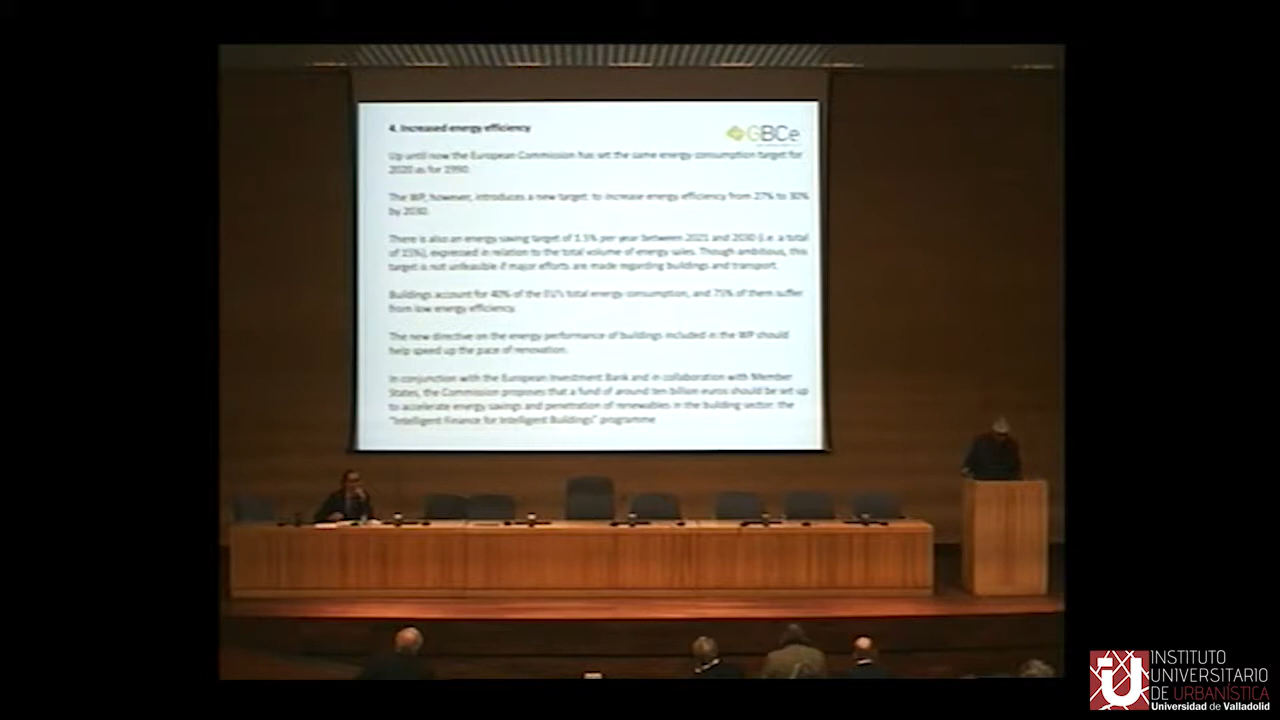 4. Increased energy efficiency
GBCe
Up until now the European Commission has set the same energy consumption target for
2020 as for 1990.
The WP, however, introduces a new target: to increase energy efficiency from 27% to 30%
by 2030.
There is also an energy saving target of 1.5% per year between 2021 and 2030 (i.e. a total
of 15%), expressed in relation to the total volume of energy sales. Though ambitious, this
target is not unfeasible if major efforts are made regarding buildings and transport.
Buildings account for 40% of the EU's total energy consumption, and 75% of them suffer
from low energy efficiency.
The new directive on the energy performance of buildings included in the WP should
help speed up the pace of renovation.
In conjunction with the European Investment Bank and in collaboration with Member
States, the Commission proposes that a fund of around ten billion euros should be set up
to accelerate energy savings and penetration of renewables in the building sector: the
"Intelligent Finance for Intelligent Buildings" programme
INSTITUTO
UNIVERSITARIO
DE URBANÍSTICA
Universidad de Valladolid